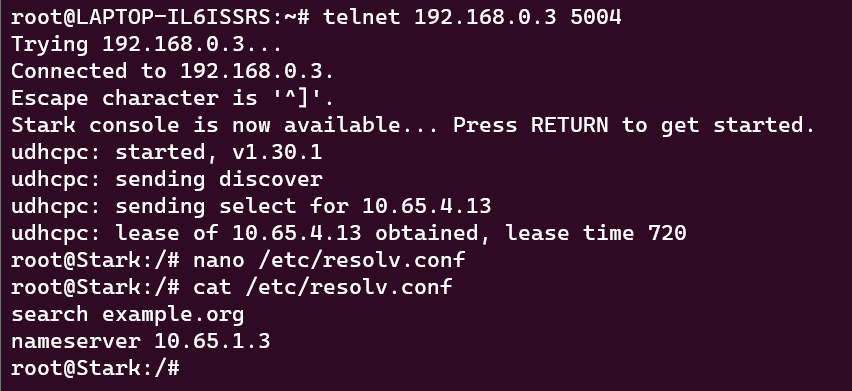 root@LAPTOP-IL6ISSRS:~# telnet 192.168.0.3 5004
Trying 192.168.0.3...
Connected to 192.168.0.3.
Escape character is '^]'.
Stark console is now available... Press RETURN to get started.
udhcpc: started, v1.30.1
udhcpc: sending discover
udhcpc: sending select for 10.65.4.13
udhcpc: lease of 10.65.4.13 obtained, lease time 720
root@Stark:/# nano /etc/resolv.conf
root@Stark:/# cat /etc/resolv.conf
search example.org
nameserver 10.65.1.3
root@Stark:/#